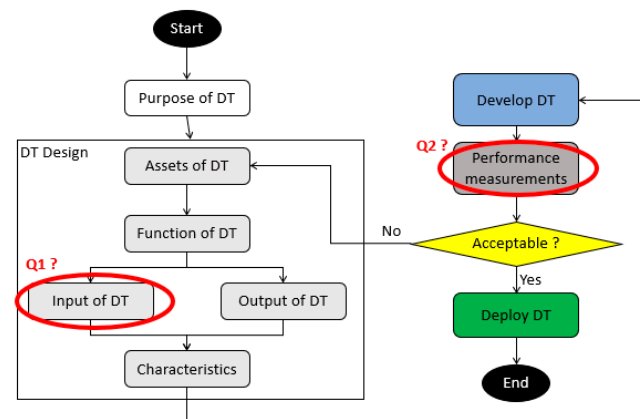 Start
Purpose of DT
DT Design
Assets of DT
Function of DT
Q1 ?
Input of DT
Output of DT
Characteristics
Develop DT
Q2 ?
Performance
measurements
No
Acceptable ?
Yes
Deploy DT
End